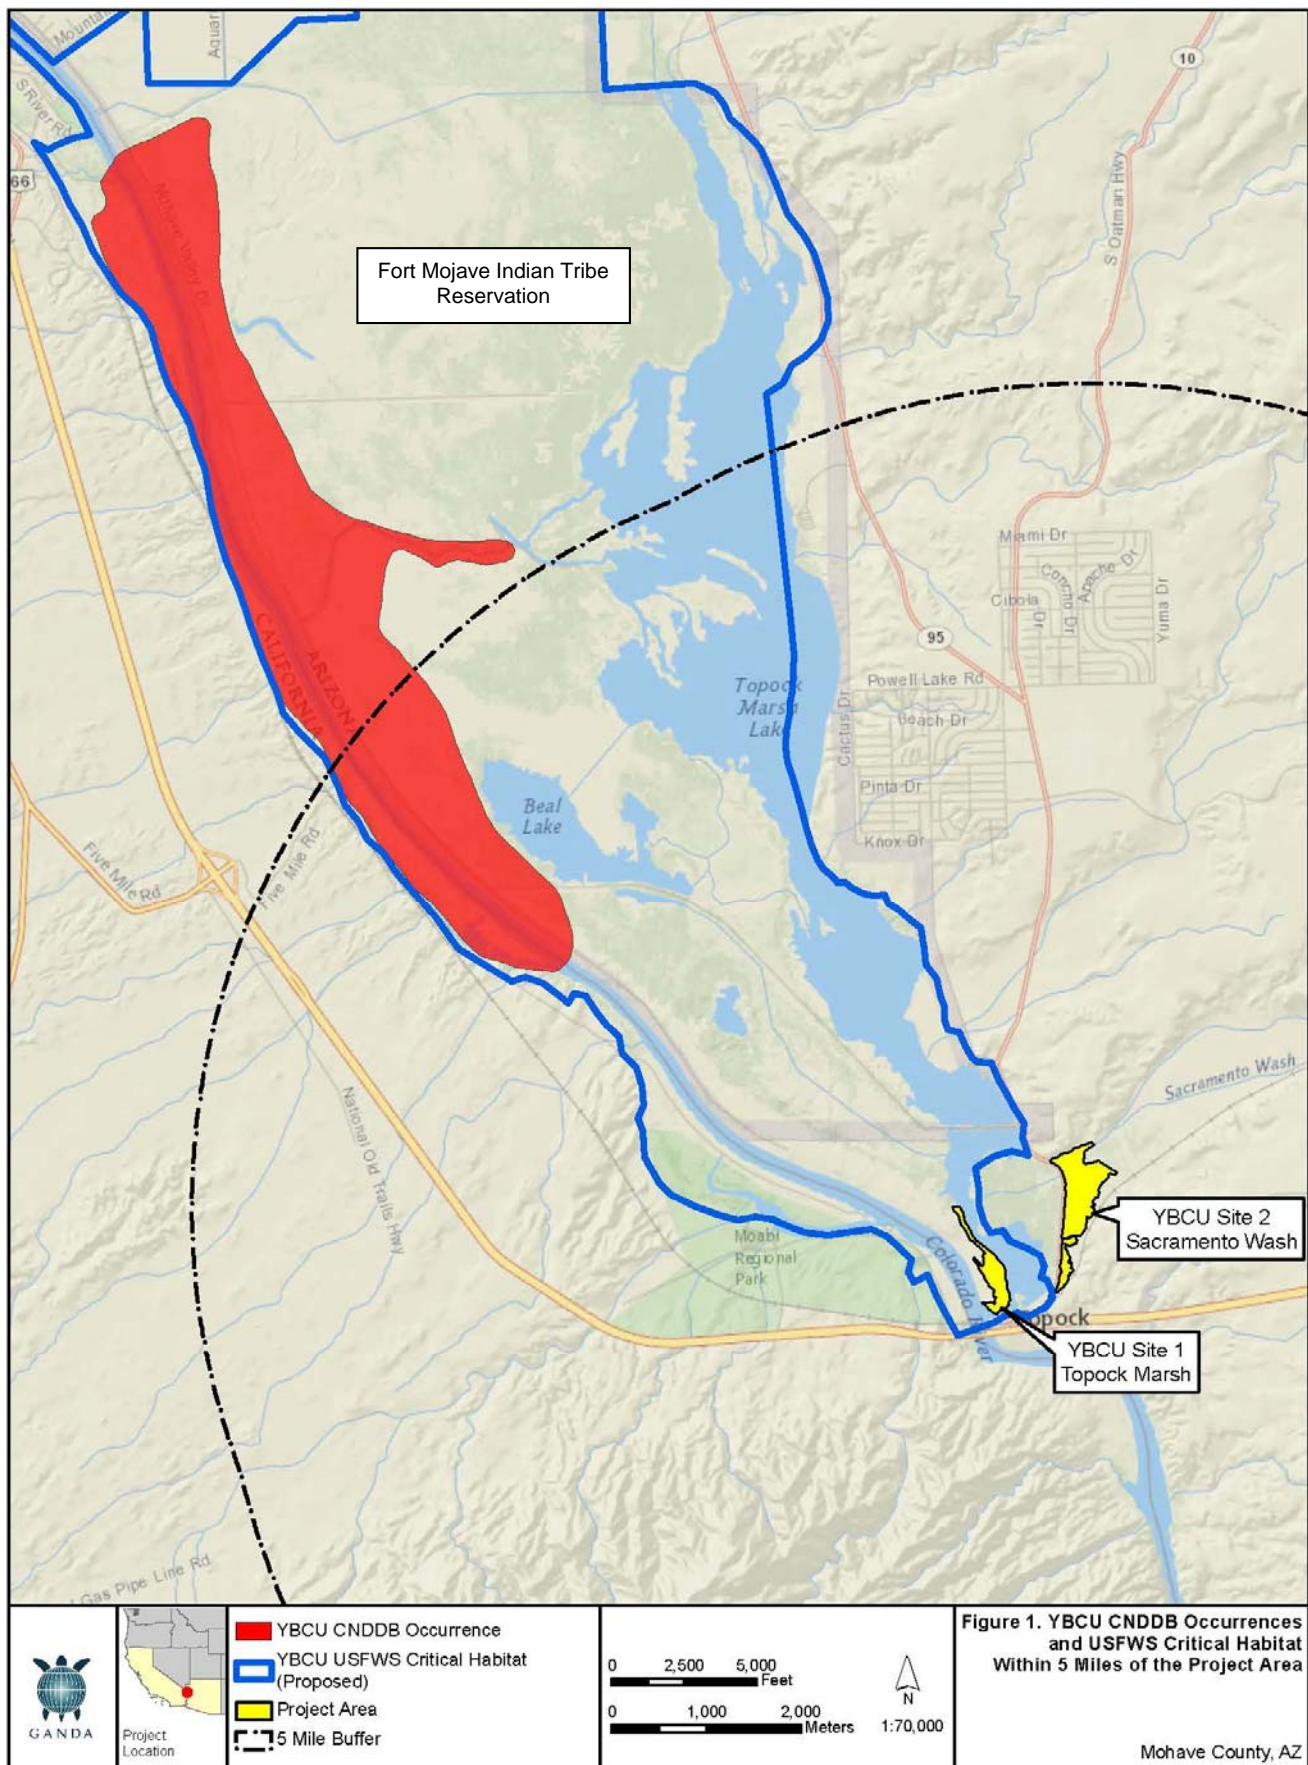 Mountain
Aquar
10
S River Rd
66
Mohave Valley Dr
S Oatman Hwy
Fort Mojave Indian Tribe
Reservation
Miami Dr
Concho Dr
Apache Dr
Cibola Dr
Yuma Dr
95
CALIFORNIA
ARIZONA
Powell Lake Rd
Topock
Marsh
Lake
Beach Dr
Cactus Dr
Pinta Dr
Beal
Lake
Knox Dr
Five Mile Rd
Five Mile Rd
Sacramento Wash
National Old Trails Hwy
YBCU Site 2
Sacramento Wash
Moabi
Regional
Park
Colorado River
opock
YBCU Site 1
Topock Marsh
Gas Pipe Line Rd
GANDA
Project
Location
YBCU CNDDB Occurrence
YBCU USFWS Critical Habitat
(Proposed)
Project Area
5 Mile Buffer
0 2,500 5,000
Feet
0 1,000 2,000
Meters
N
1:70,000
Figure 1. YBCU CNDDB Occurrences
and USFWS Critical Habitat
Within 5 Miles of the Project Area
Mohave County, AZ